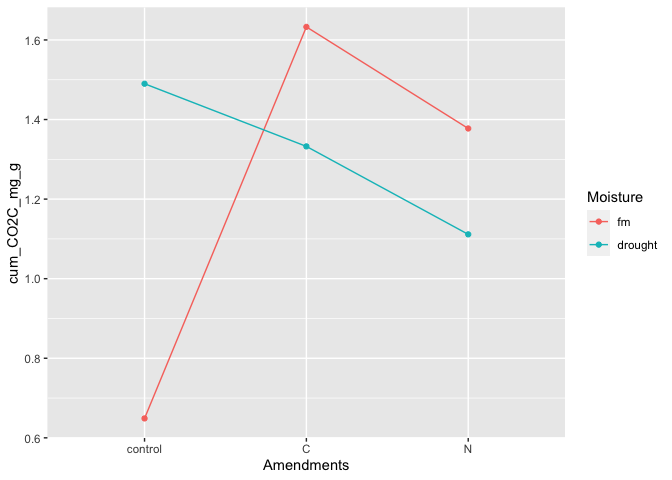 1.6
1.4
1.2
1.0
0.8
0.6
cum_CO2C_mg_g
control C N
Amendments
Moisture
fm
drought